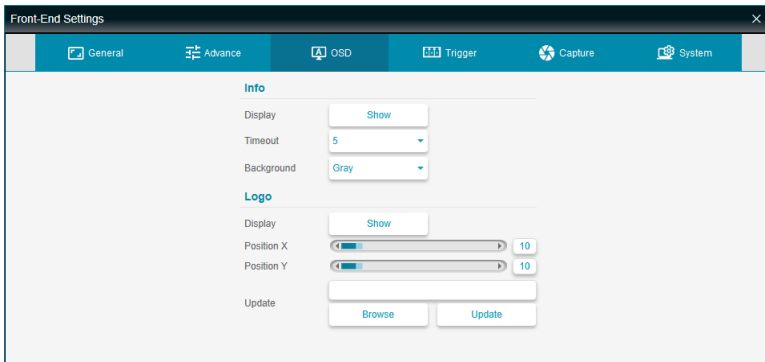 Front-End Settings
General Advance OSD Trigger Capture System
Info
Display Show
Timeout 5
Background Gray
Logo
Display Show
Position X 10
Position Y 10
Update
Browse Update